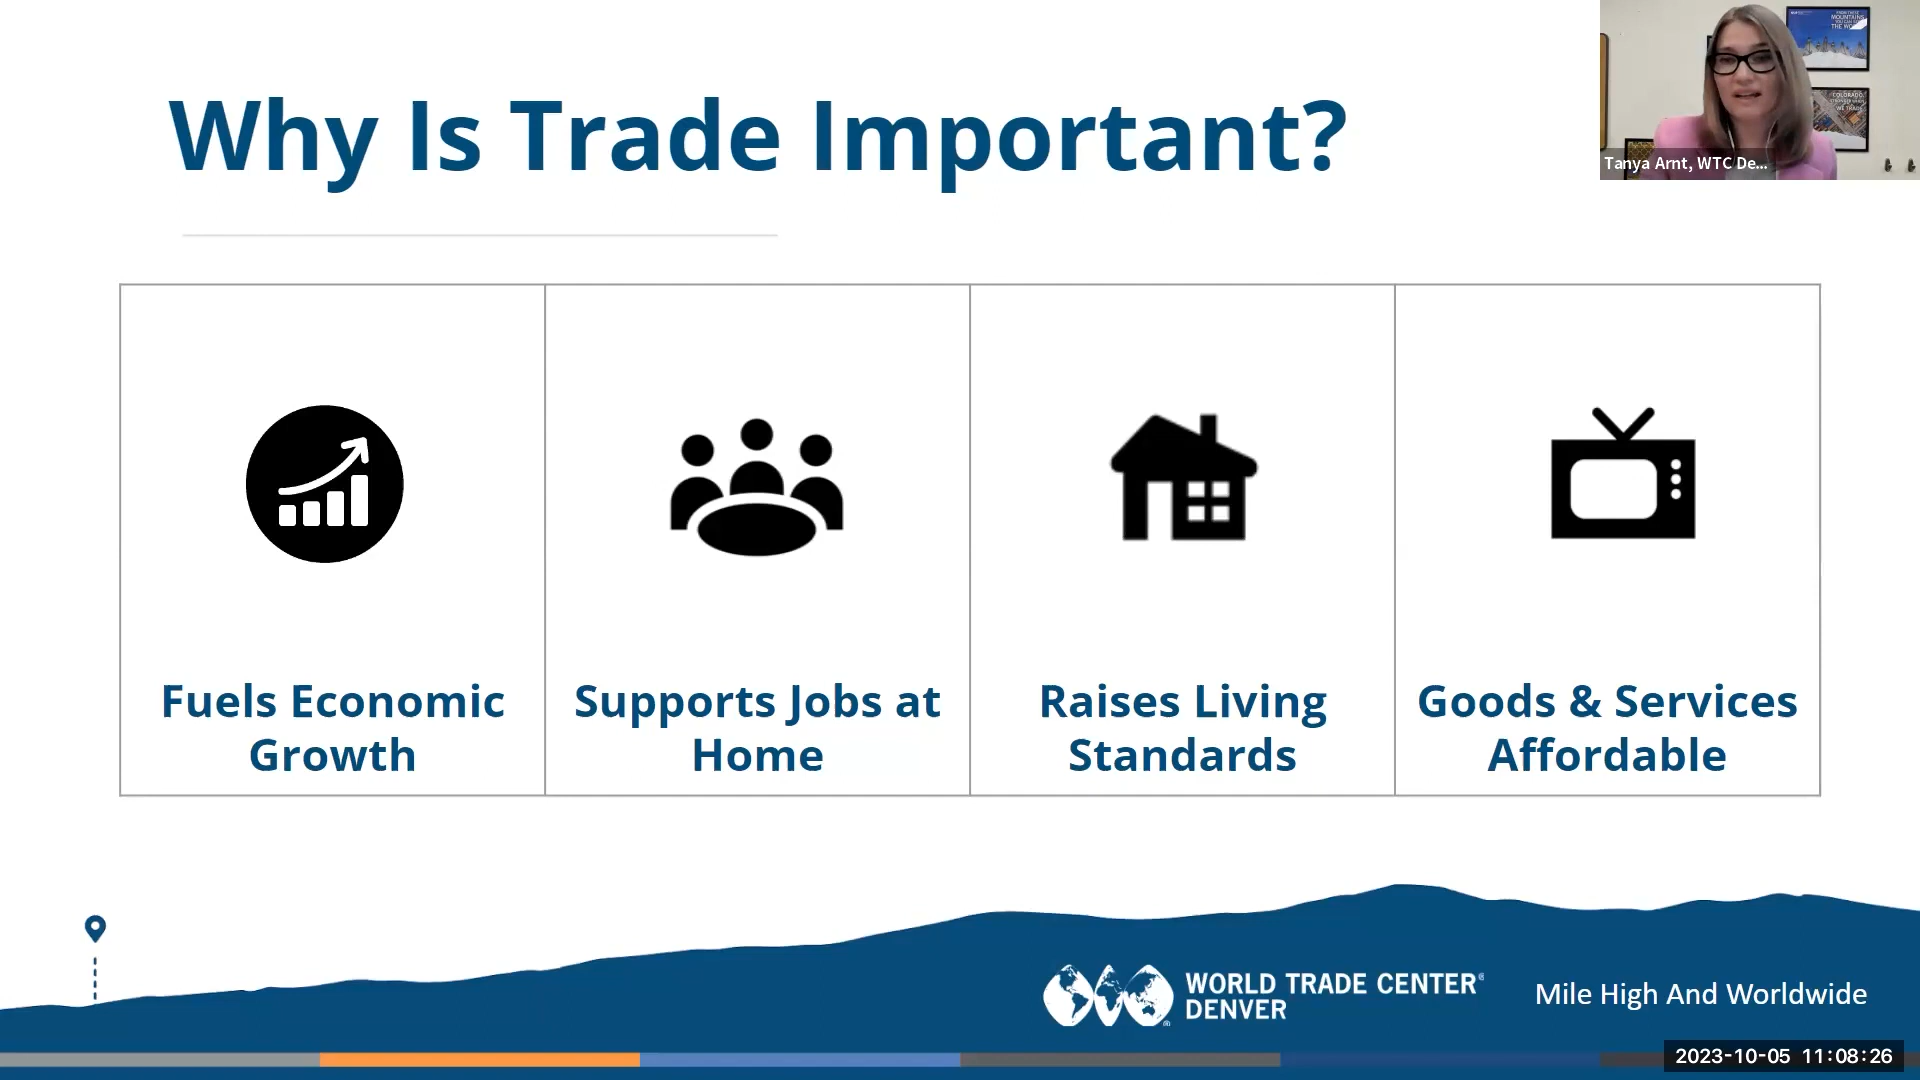 Why Is Trade Important?
Tanya Arnt, WTC De...
Fuels Economic
Growth
Supports Jobs at
Home
Raises Living
Standards
Goods & Services
Affordable
WORLD TRADE CENTER®
DENVER
Mile High And Worldwide
2023-10-05 11:08:26